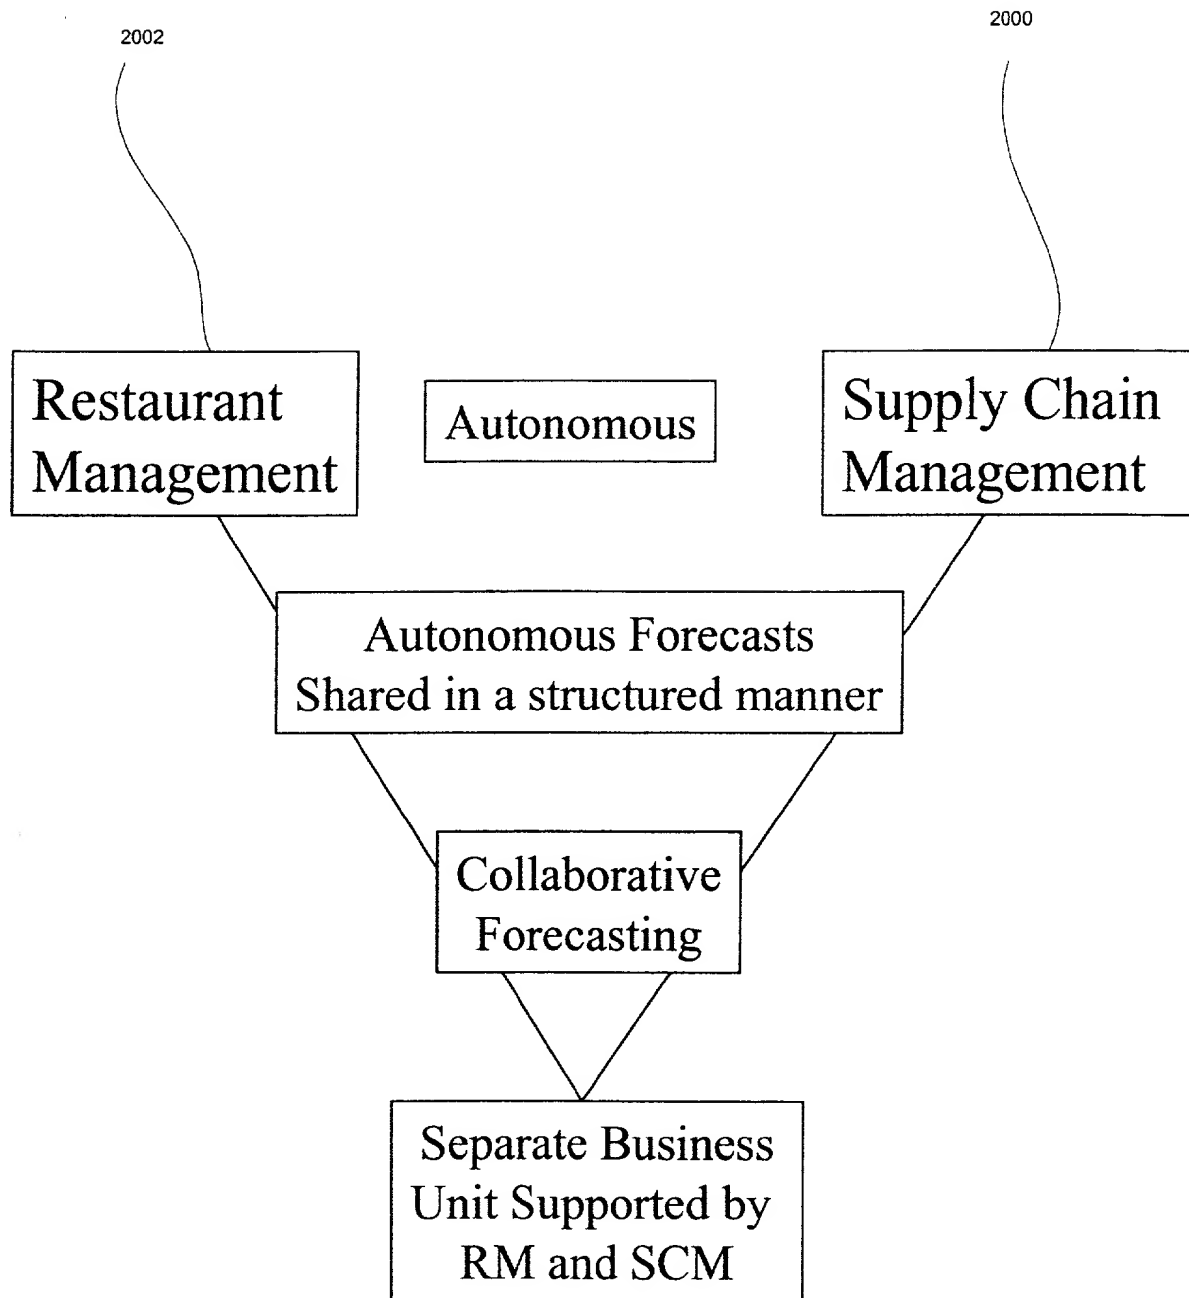 2002
2000
Restaurant
Management
Autonomous
Supply Chain
Management
Autonomous Forecasts
Shared in a structured manner
Collaborative
Forecasting
Separate Business
Unit Supported by
RM and SCM